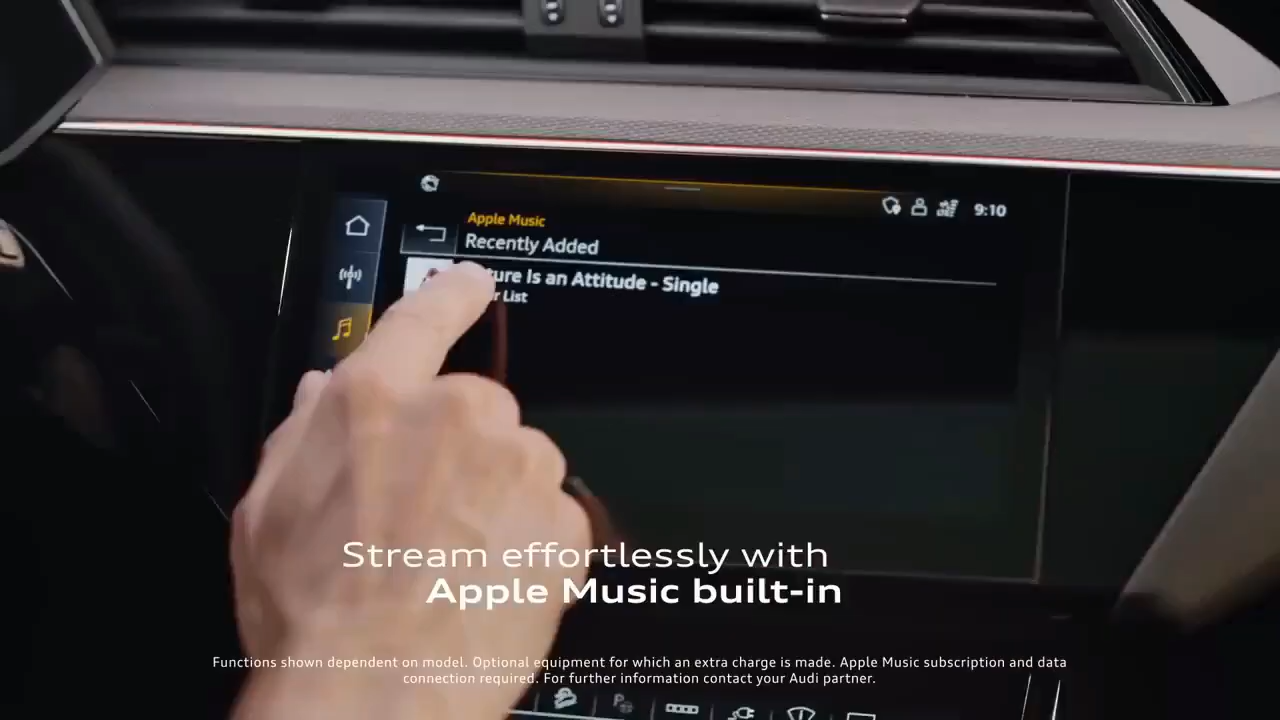 9:10
Apple Music
Recently Added
Is an Attitude - Single
List
Stream effortlessly with
Apple Music built-in
Functions shown dependent on model. Optional equipment for which an extra charge is made. Apple Music subscription and data
connection required. For further information contact your Audi partner.